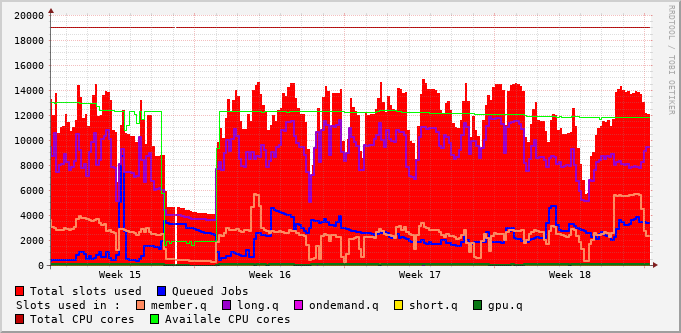 20000
18000
16000
14000
12000
10000
8000
6000
4000
2000
0
Week 15 Week 16 Week 17 Week 18
Total slots used Queued Jobs
Slots used in : member.q long.q ondemand.q short.q gpu.q
Total CPU cores Availale CPU cores
RRDTOOL / TOBI OETIKER